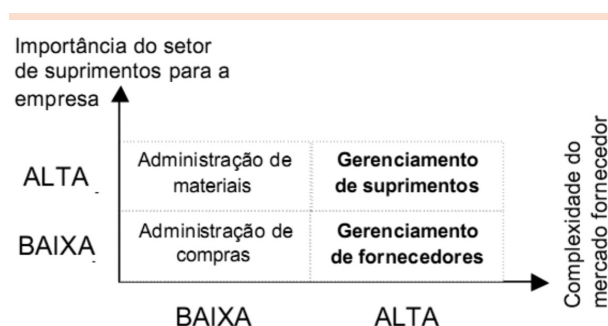 Importância do setor
de suprimentos para a
empresa
ALTA
Administração de
materiais
Gerenciamento
de suprimentos
BAIXA
Administração de
compras
Gerenciamento
de fornecedores
BAIXA
ALTA
Complexidade do
mercado fornecedor